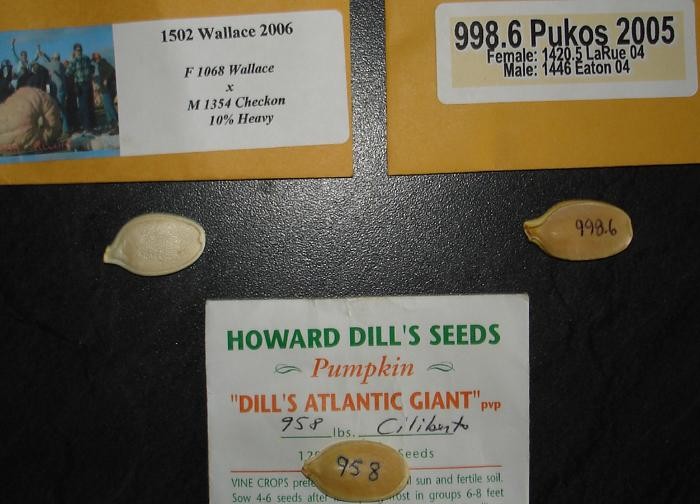 1502 Wallace 2006
F 1068 Wallace
x
M 1354 Checkon
10% Heavy
998.6 Pukos 2005
Female: 1420.5 LaRue 04
Male: 1446 Eaton 04
998.6
HOWARD DILL'S SEEDS
Pumpkin
"DILL'S ATLANTIC GIANT" pvp
958 lbs. Ciliberto
Seeds
958
VINE CROPS sun and fertile soil.
Sow 4-6 seeds in groups 6-8 feet